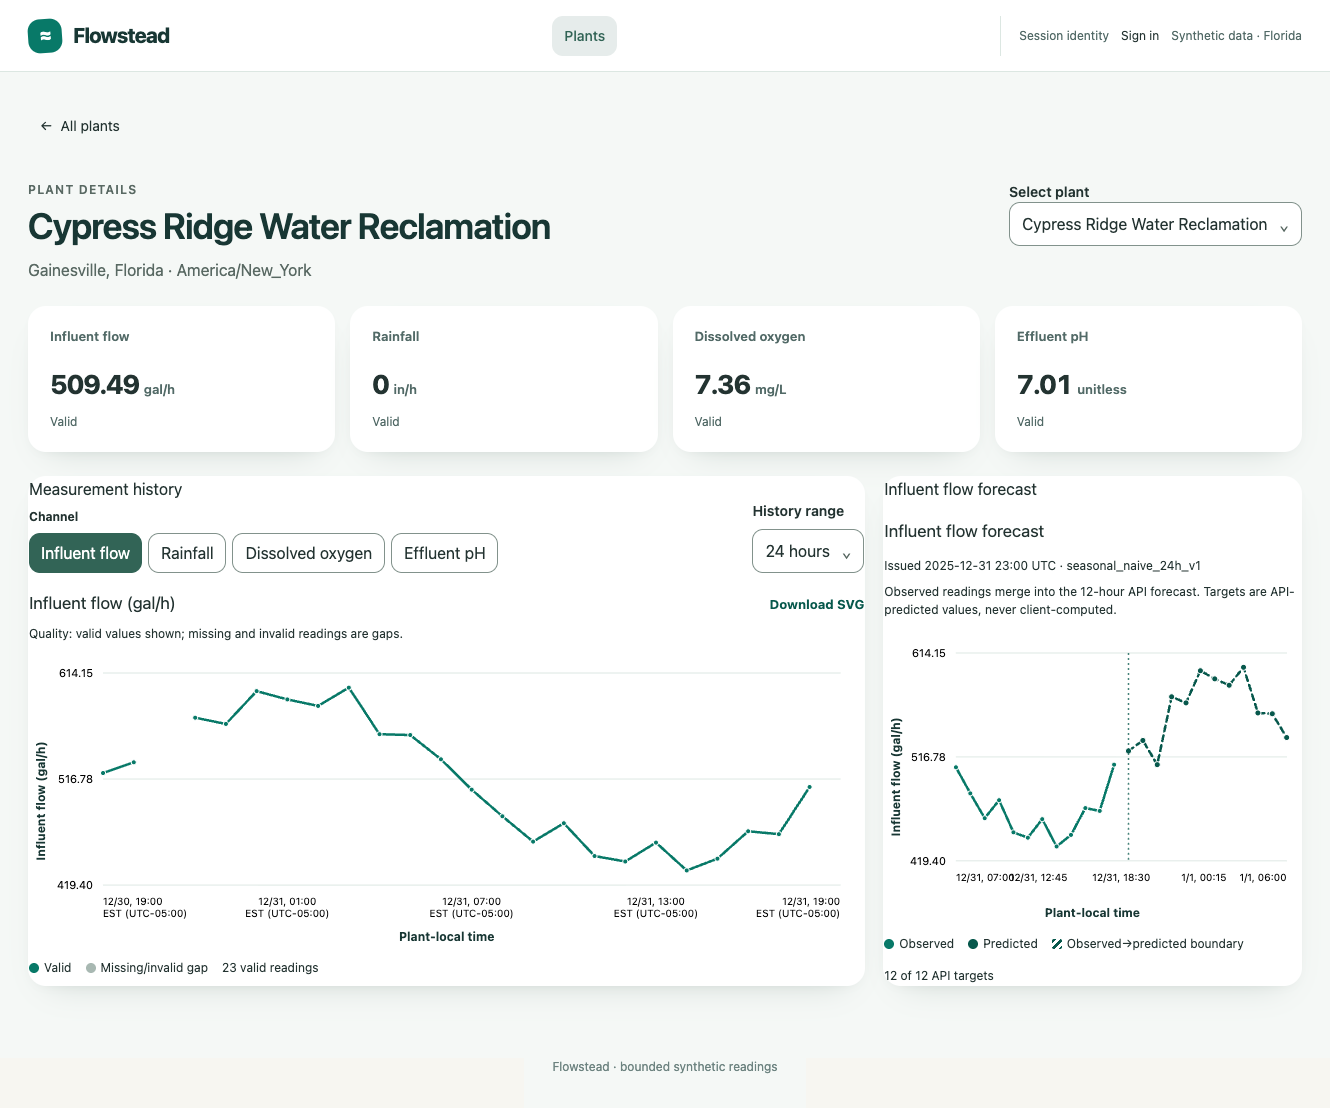 Flowstead
Plants
Session identity Sign in Synthetic data · Florida
← All plants
PLANT DETAILS
Cypress Ridge Water Reclamation
Gainesville, Florida · America/New_York
Select plant
Cypress Ridge Water Reclamation
Influent flow
509.49 gal/h
Valid
Rainfall
0 in/h
Valid
Dissolved oxygen
7.36 mg/L
Valid
Effluent pH
7.01 unitless
Valid
Measurement history
Channel
Influent flow Rainfall Dissolved oxygen Effluent pH
History range
24 hours
Influent flow (gal/h)
Download SVG
Quality: valid values shown; missing and invalid readings are gaps.
614.15
516.78
419.40
Influent flow (gal/h)
12/30, 19:00 12/31, 01:00 12/31, 07:00 12/31, 13:00 12/31, 19:00
EST (UTC-05:00) EST (UTC-05:00) EST (UTC-05:00) EST (UTC-05:00) EST (UTC-05:00)
Plant-local time
Valid Missing/invalid gap 23 valid readings
Influent flow forecast
Influent flow forecast
Issued 2025-12-31 23:00 UTC · seasonal_naive_24h_v1
Observed readings merge into the 12-hour API forecast. Targets are API-
predicted values, never client-computed.
614.15
516.78
419.40
Influent flow (gal/h)
12/31, 07:00 12/31, 12:45 12/31, 18:30 1/1, 00:15 1/1, 06:00
Plant-local time
Observed Predicted Observed→predicted boundary
12 of 12 API targets
Flowstead · bounded synthetic readings